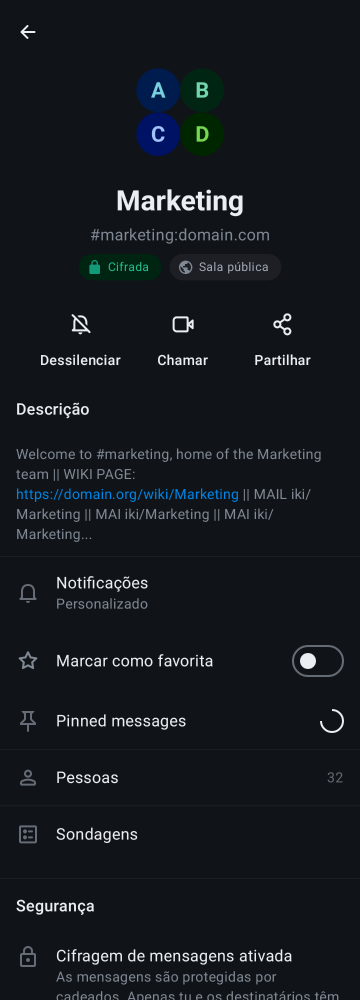 A B
C D
Marketing
#marketing:domain.com
Cifrada Sala pública
Dessilenciar Chamar Partilhar
Descrição
Welcome to #marketing, home of the Marketing
team || WIKI PAGE:
https://domain.org/wiki/Marketing || MAIL iki/
Marketing || MAI iki/Marketing || MAI iki/
Marketing...
Notificações
Personalizado
Marcar como favorita
Pinned messages
Pessoas 32
Sondagens
Segurança
Cifragem de mensagens ativada
As mensagens são protegidas por
cadeados. Apenas tu e os destinatários têm